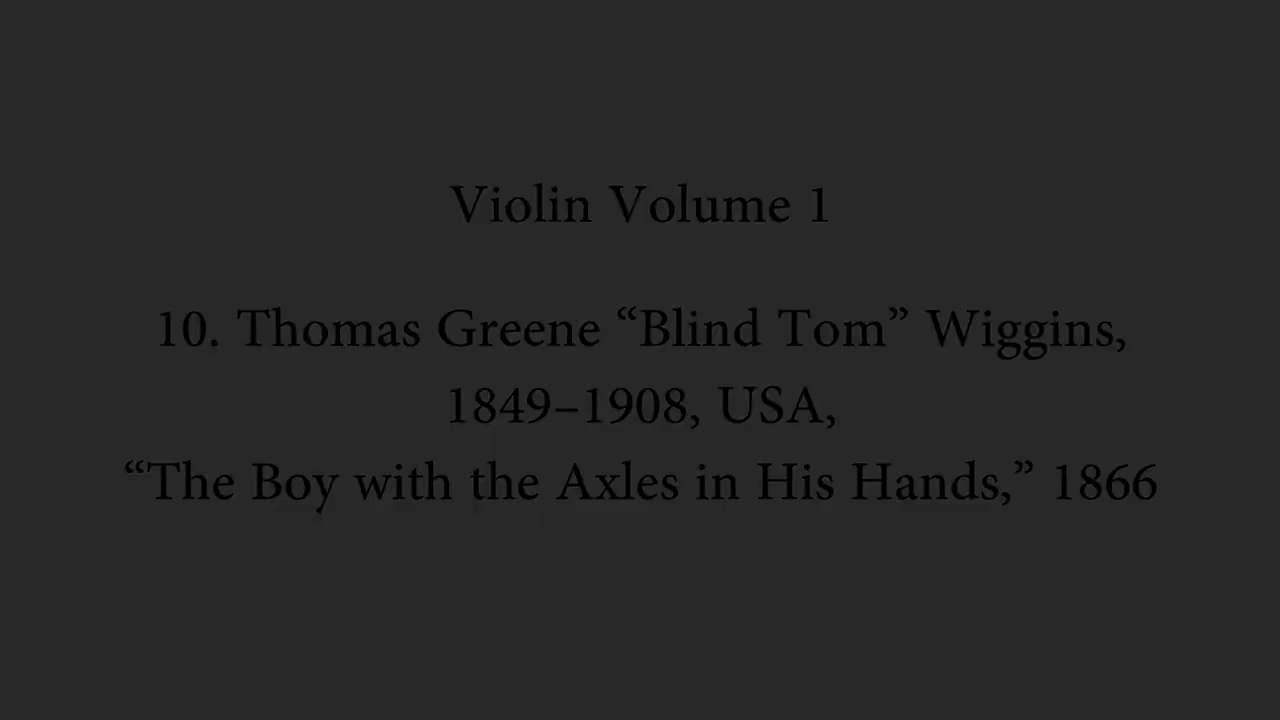 Violin Volume 1
10. Thomas Greene “Blind Tom” Wiggins,
1849–1908, USA,
“The Boy with the Axles in His Hands,” 1866